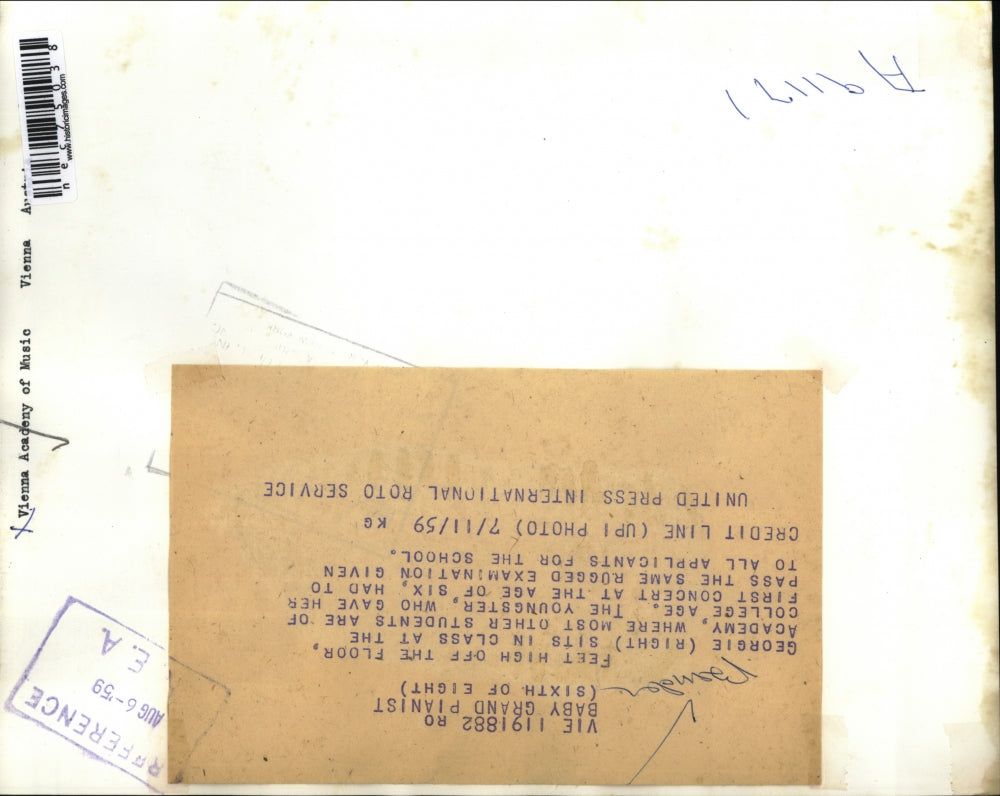 VIE 1191882 RO
BABY GRAND PIANIST
(SIXTH OF EIGHT)
FEET HIGH OFF THE FLOOR,
GEORGIE (RIGHT) SITS IN CLASS AT THE
ACADEMY, WHERE MOST OTHER STUDENTS ARE OF
COLLEGE AGE. THE YOUNGSTER, WHO GAVE HER
FIRST CONCERT AT THE AGE OF SIX, HAD TO
PASS THE SAME RUGGED EXAMINATION GIVEN
TO ALL APPLICANTS FOR THE SCHOOL.
CREDIT LINE (UPI PHOTO) 7/11/59 KG
UNITED PRESS INTERNATIONAL ROTO SERVICE
Vienna Academy of Music Vienna
www.historicimages.com
REFERENCE
AUG 6-'59
E. A.